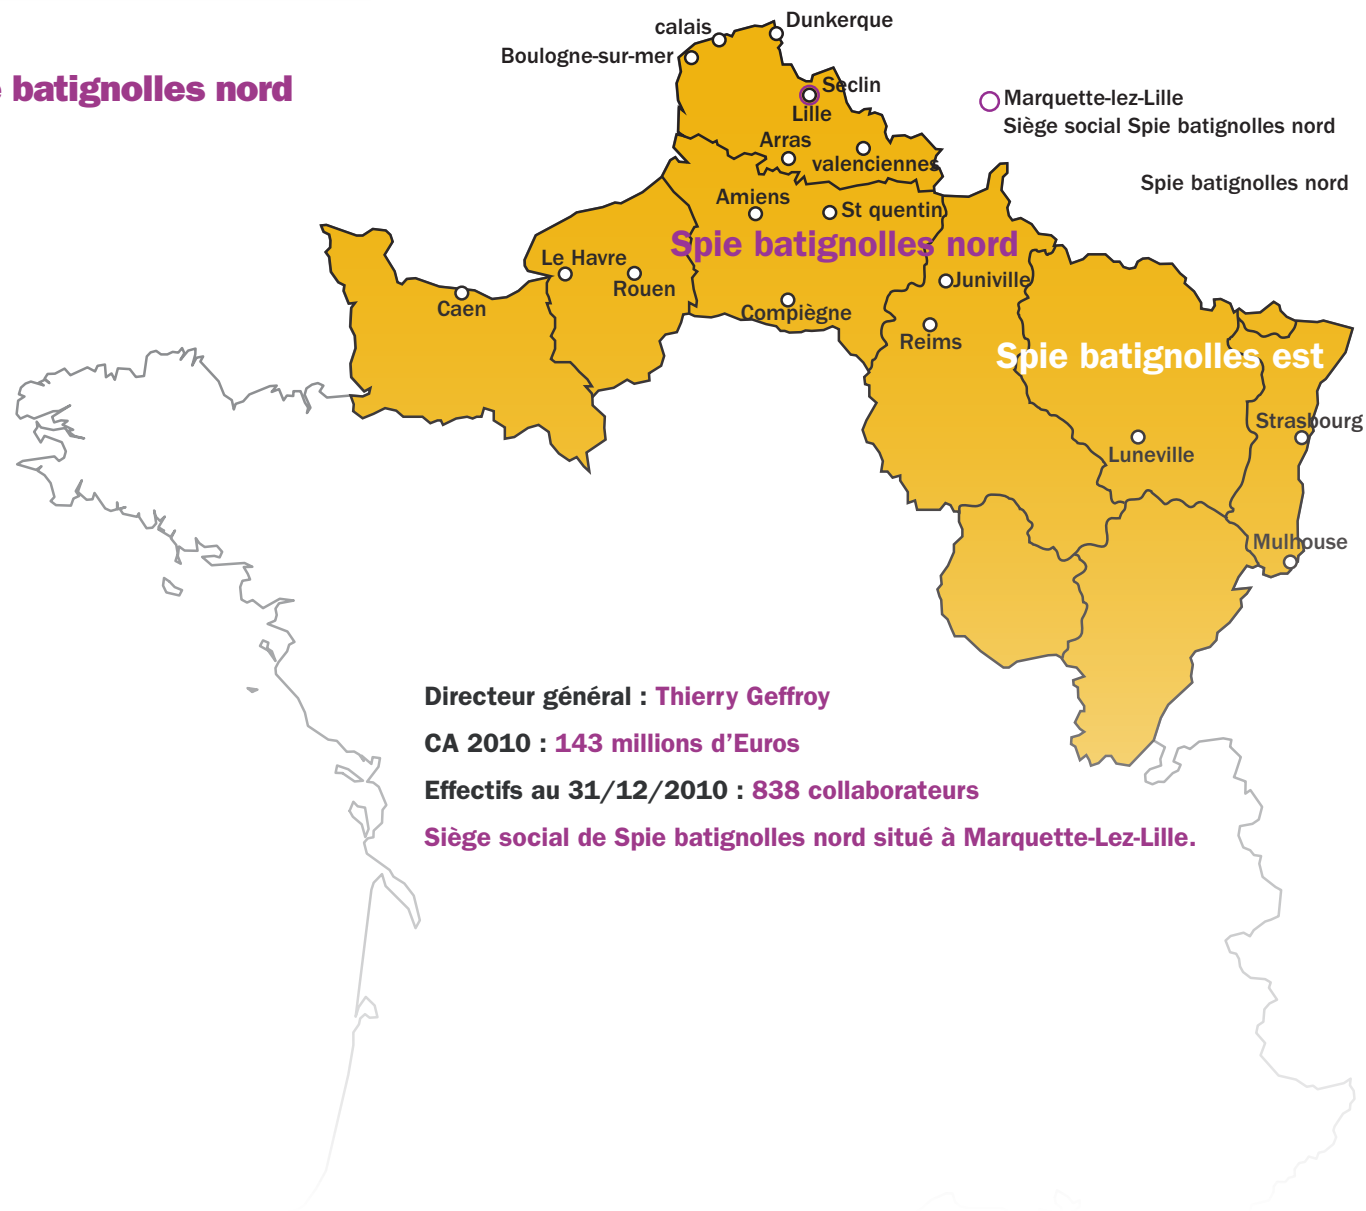 batignolles nord
calais
Dunkerque
Boulogne-sur-mer
Seclin
Lille
Marquette-lez-Lille
Siège social Spie batignolles nord
Arras
valenciennes
Spie batignolles nord
Amiens
St quentin
Spie batignolles nord
Le Havre
Rouen
Juniville
Caen
Compiègne
Reims
Spie batignolles est
Strasbourg
Luneville
Mulhouse
Directeur général : Thierry Geffroy
CA 2010 : 143 millions d’Euros
Effectifs au 31/12/2010 : 838 collaborateurs
Siège social de Spie batignolles nord situé à Marquette-Lez-Lille.